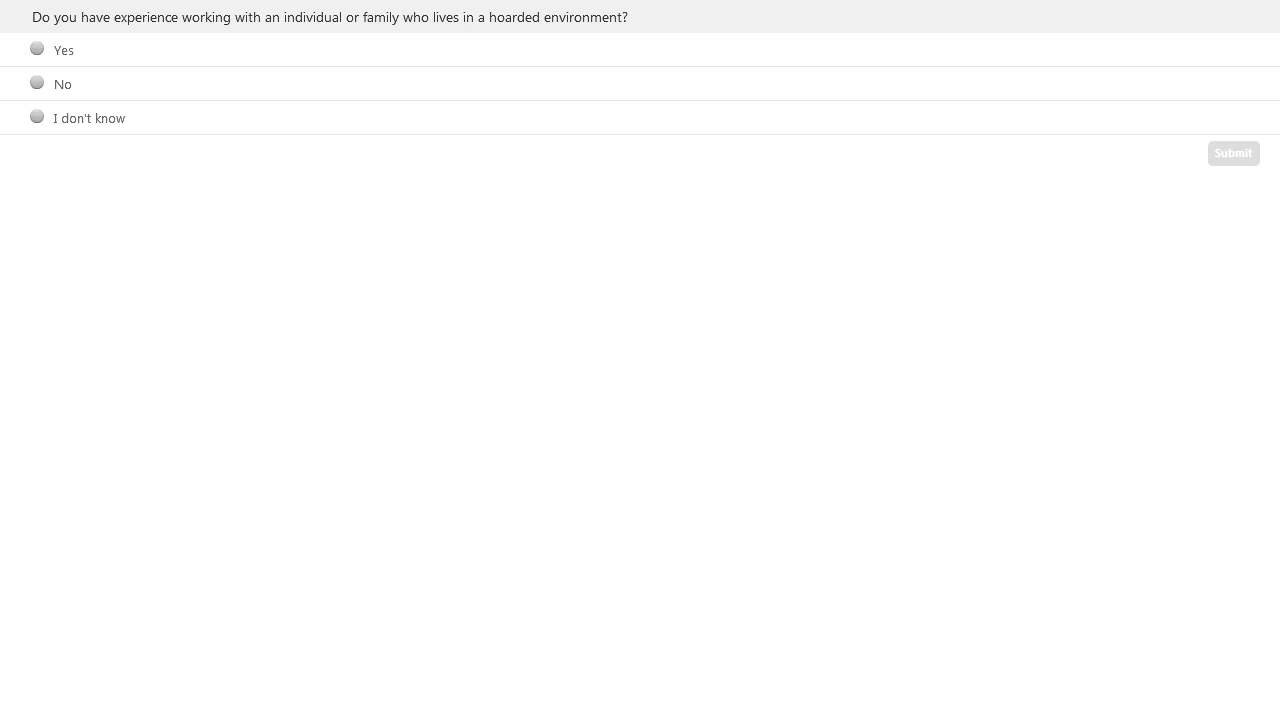 Do you have experience working with an individual or family who lives in a hoarded environment?
Yes
No
I don't know
Submit